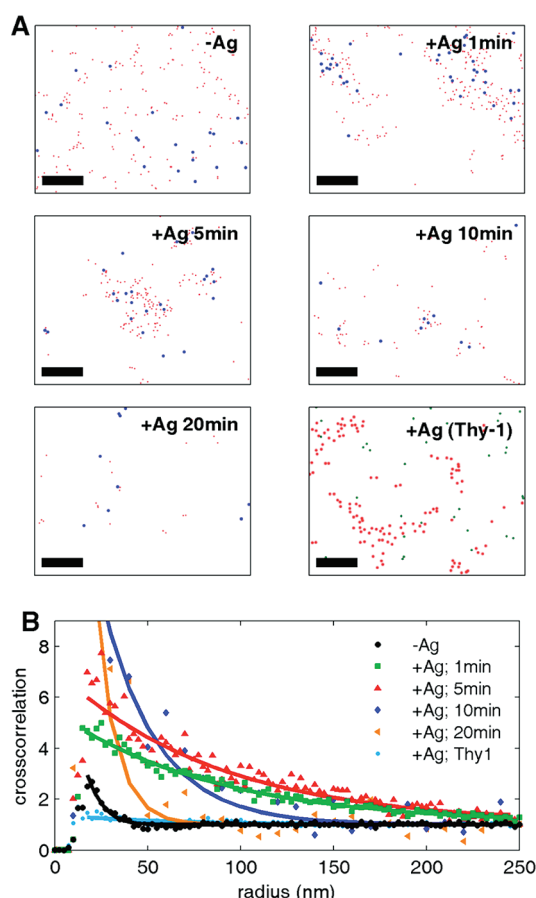 A
-Ag
+Ag 1min
+Ag 5min
+Ag 10min
+Ag 20min
+Ag (Thy-1)
B
8
6
4
2
0
crosscorrelation
-Ag
+Ag; 1min
+Ag; 5min
+Ag; 10min
+Ag; 20min
+Ag; Thy1
0 50 100 150 200 250
radius (nm)